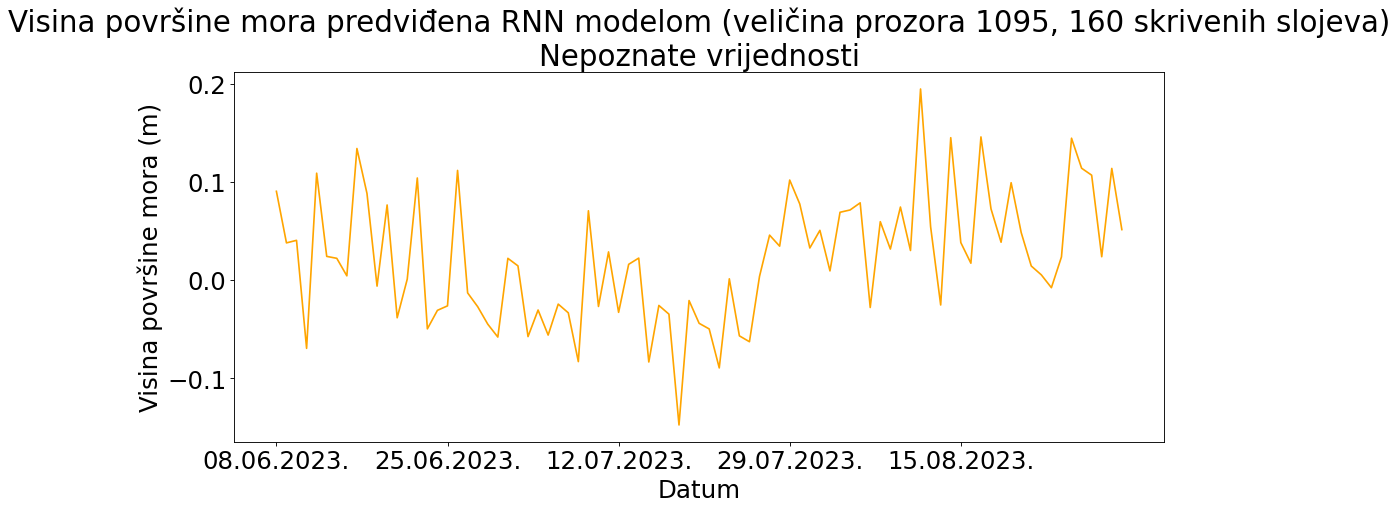 Visina površine mora predviđena RNN modelom (veličina prozora 1095, 160 skrivenih slojeva)
Nepoznate vrijednosti
Visina površine mora (m)
0.2
0.1
0.0
−0.1
08.06.2023. 25.06.2023. 12.07.2023. 29.07.2023. 15.08.2023.
Datum